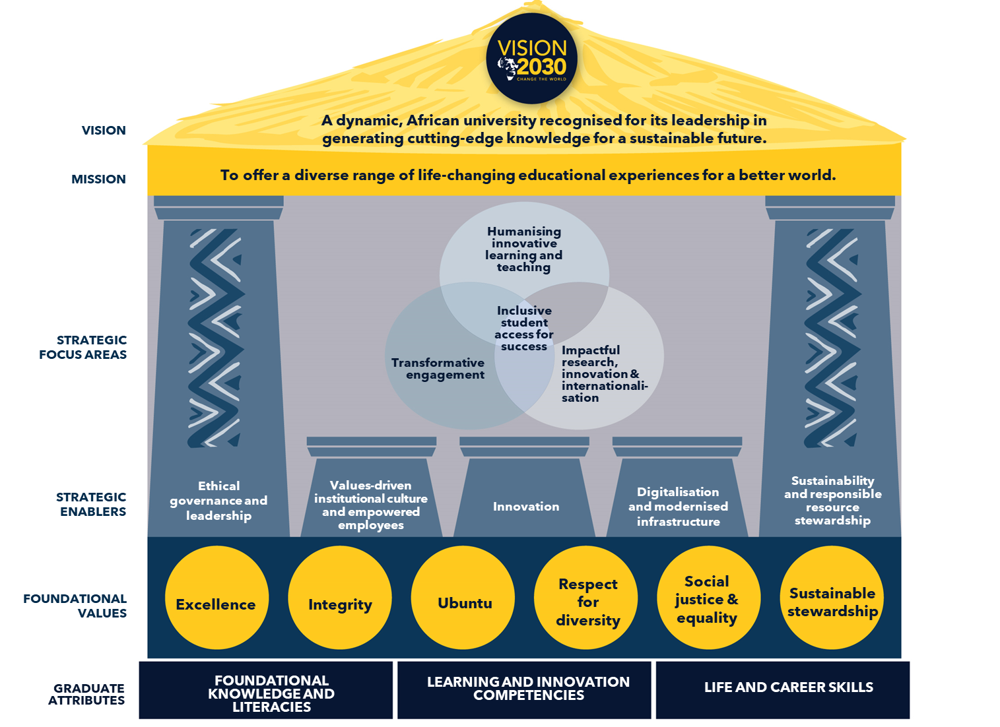 VISION
2030
CHANGE THE WORLD
VISION
A dynamic, African university recognised for its leadership in
generating cutting-edge knowledge for a sustainable future.
MISSION
To offer a diverse range of life-changing educational experiences for a better world.
STRATEGIC
FOCUS AREAS
Humanising
innovative
learning and
teaching
Inclusive
student
access for
success
Transformative
engagement
Impactful
research,
innovation &
internationali-
sation
STRATEGIC
ENABLERS
Ethical
governance and
leadership
Values-driven
institutional culture
and empowered
employees
Innovation
Digitalisation
and modernised
infrastructure
Sustainability
and responsible
resource
stewardship
FOUNDATIONAL
VALUES
Excellence
Integrity
Ubuntu
Respect
for
diversity
Social
justice &
equality
Sustainable
stewardship
GRADUATE
ATTRIBUTES
FOUNDATIONAL
KNOWLEDGE AND
LITERACIES
LEARNING AND INNOVATION
COMPETENCIES
LIFE AND CAREER SKILLS